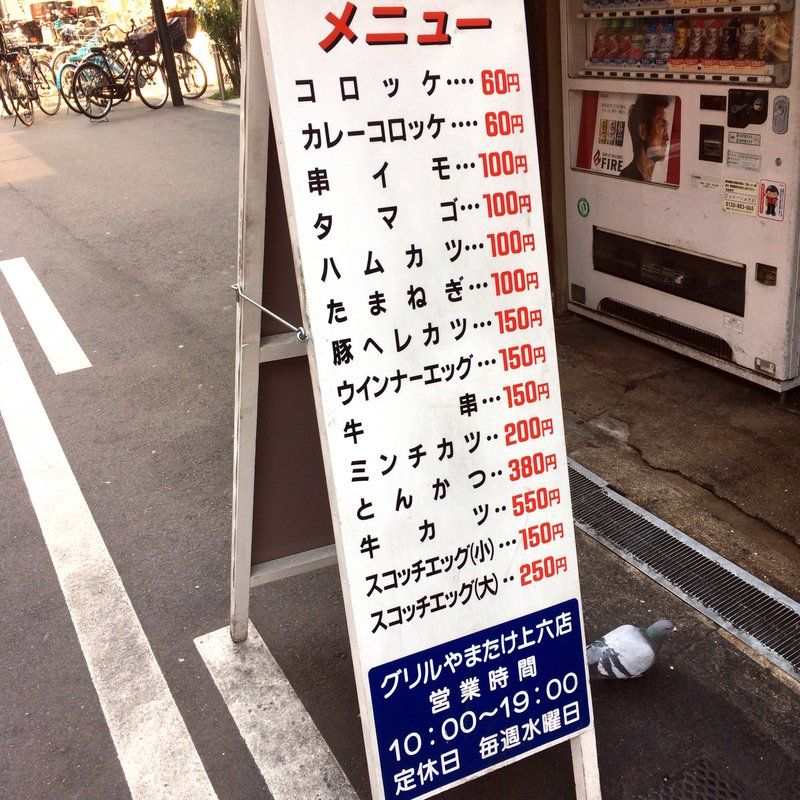 メニュー
コロッケ‥‥60円
カレーコロッケ‥‥60円
串イモ…100円
タマゴ…100円
ハムカツ…100円
たまねぎ…100円
豚ヘレカツ…150円
ウインナーエッグ…150円
牛串…150円
ミンチカツ‥200円
とんかつ‥380円
牛カツ‥550円
スコッチエッグ(小)…150円
スコッチエッグ(大)‥250円
グリルやまたけ上六店
営業時間
10:00〜19:00
定休日 毎週水曜日
FIRE
0120-883-065